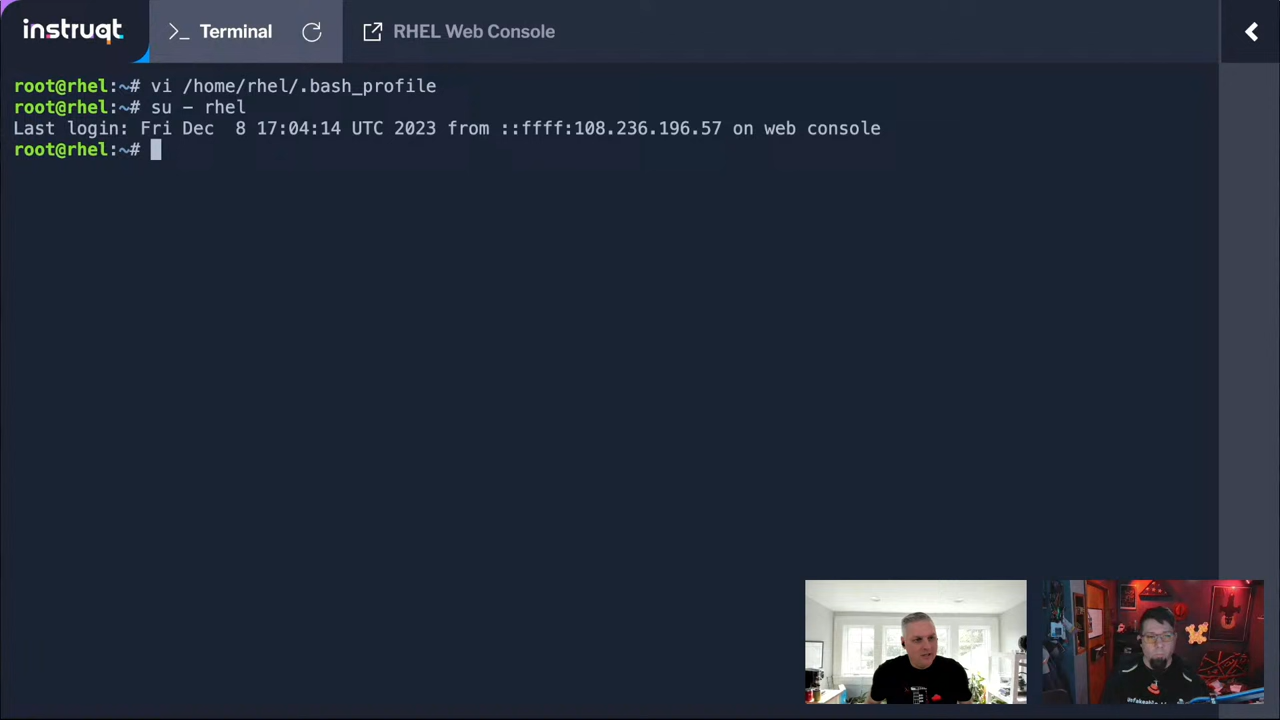 instruqt
Terminal
RHEL Web Console
root@rhel:~# vi /home/rhel/.bash_profile
root@rhel:~# su - rhel
Last login: Fri Dec  8 17:04:14 UTC 2023 from ::ffff:108.236.196.57 on web console
root@rhel:~#